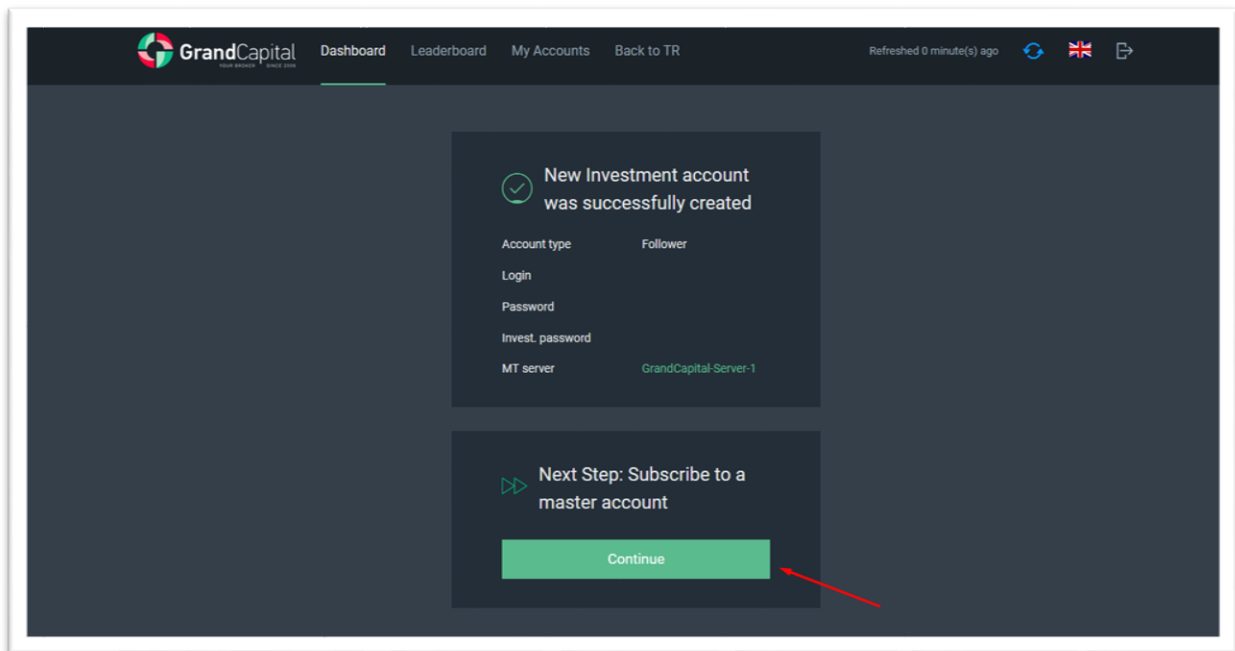 GrandCapital
YOUR BROKER SINCE 2006
Dashboard Leaderboard My Accounts Back to TR Refreshed 0 minute(s) ago
New Investment account
was successfully created
Account type Follower
Login
Password
Invest. password
MT server GrandCapital-Server-1
Next Step: Subscribe to a
master account
Continue